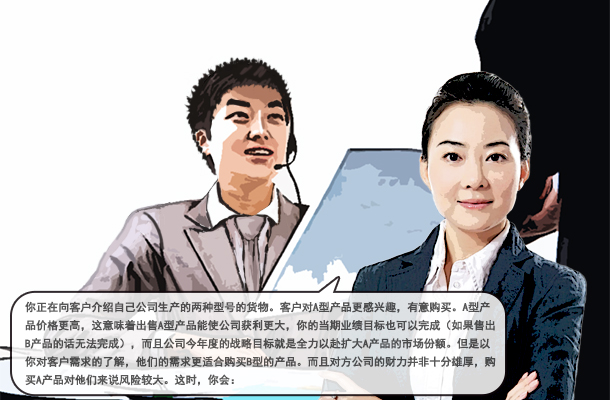 你正在向客户介绍自己公司生产的两种型号的货物。客户对A型产品更感兴趣，有意购买。A型产
品价格更高，这意味着出售A型产品能使公司获利更大，你的当期业绩目标也可以完成（如果售出
B产品的话无法完成），而且公司今年度的战略目标就是全力以赴扩大A产品的市场份额。但是以
你对客户需求的了解，他们的需求更适合购买B型的产品。而且对方公司的财力并非十分雄厚，购
买A产品对他们来说风险较大。这时，你会：